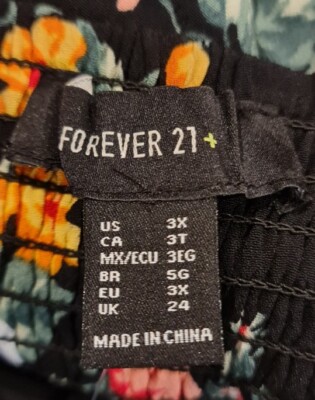 FOREVER 21+
US 3X
CA 3T
MX/ECU 3EG
BR 5G
EU 3X
UK 24
MADE IN CHINA